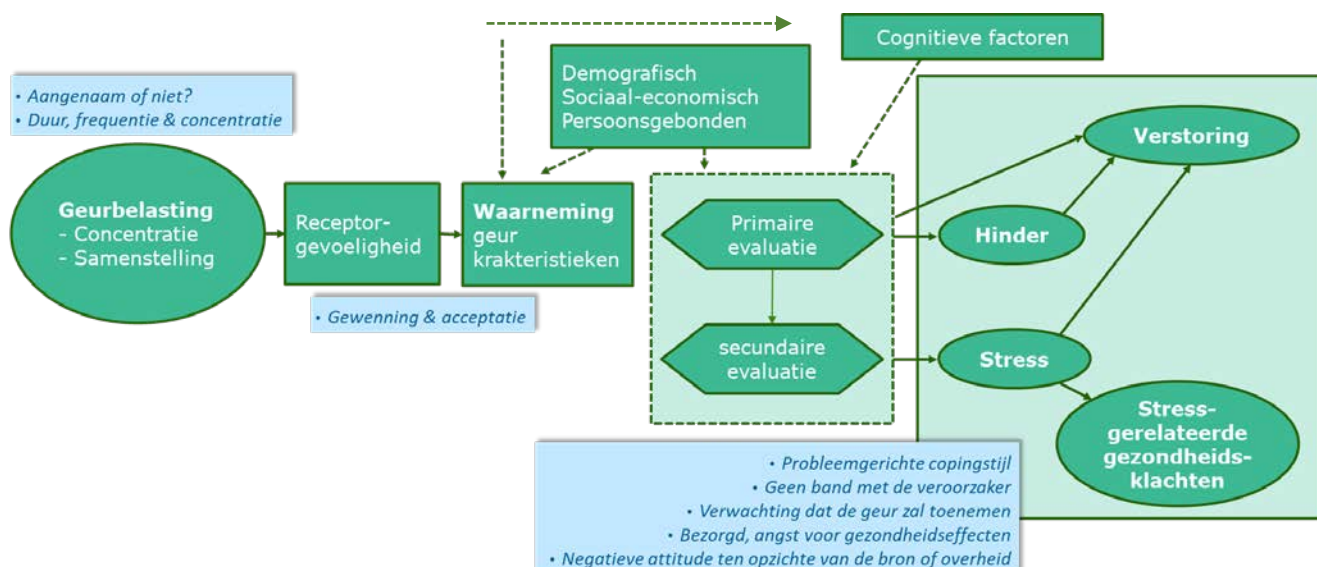 Cognitieve factoren
Demografisch
Sociaal-economisch
Persoonsgebonden
• Aangenaam of niet?
• Duur, frequentie & concentratie
Geurbelasting
- Concentratie
- Samenstelling
Receptor-
gevoeligheid
Waarneming
geur
krakteristieken
• Gewenning & acceptatie
Primaire
evaluatie
secundaire
evaluatie
Verstoring
Hinder
Stress
Stress-
gerelateerde
gezondheids-
klachten
• Probleemgerichte copingstijl
• Geen band met de veroorzaker
• Verwachting dat de geur zal toenemen
• Bezorgd, angst voor gezondheidseffecten
• Negatieve attitude ten opzichte van de bron of overheid